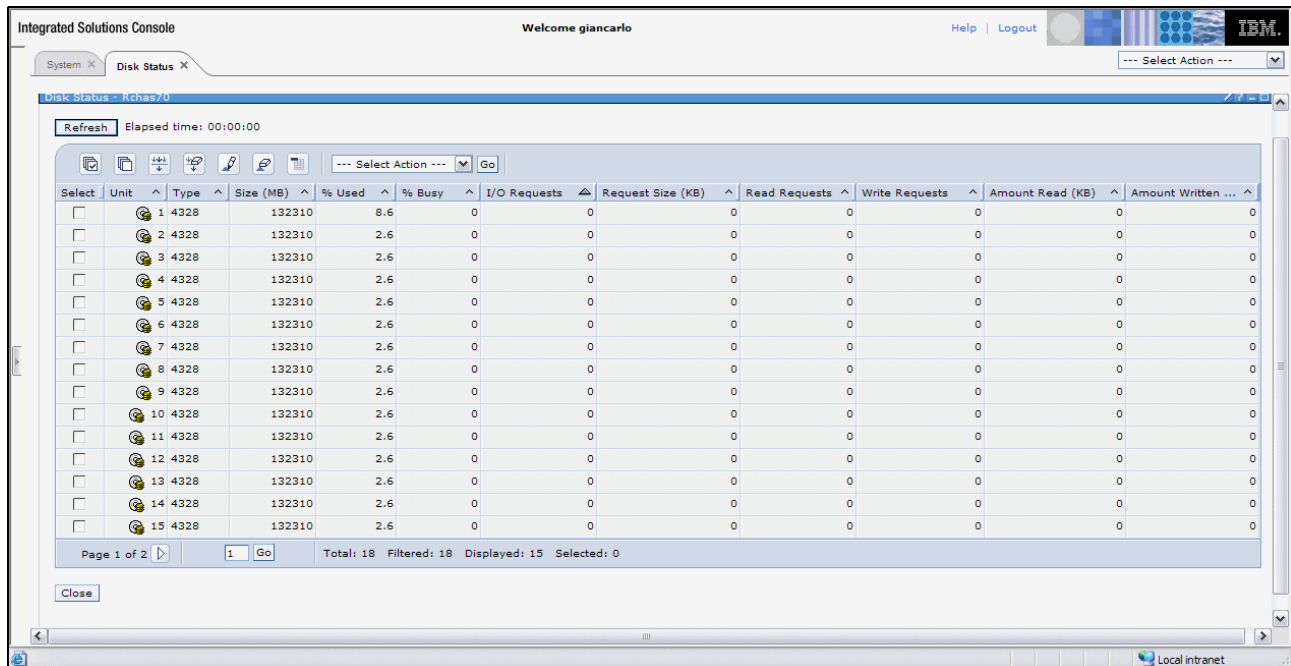 Integrated Solutions Console Welcome giancarlo Help | Logout IBM.
System X Disk Status X --- Select Action ---
Disk Status - Rchas70
Refresh Elapsed time: 00:00:00
--- Select Action --- Go
Select Unit ^ Type ^ Size (MB) ^ % Used ^ % Busy ^ I/O Requests Request Size (KB) ^ Read Requests ^ Write Requests ^ Amount Read (KB) ^ Amount Written ... ^
1 4328 132310 8.6 0 0 0 0 0 0 0
2 4328 132310 2.6 0 0 0 0 0 0 0
3 4328 132310 2.6 0 0 0 0 0 0 0
4 4328 132310 2.6 0 0 0 0 0 0 0
5 4328 132310 2.6 0 0 0 0 0 0 0
6 4328 132310 2.6 0 0 0 0 0 0 0
7 4328 132310 2.6 0 0 0 0 0 0 0
8 4328 132310 2.6 0 0 0 0 0 0 0
9 4328 132310 2.6 0 0 0 0 0 0 0
10 4328 132310 2.6 0 0 0 0 0 0 0
11 4328 132310 2.6 0 0 0 0 0 0 0
12 4328 132310 2.6 0 0 0 0 0 0 0
13 4328 132310 2.6 0 0 0 0 0 0 0
14 4328 132310 2.6 0 0 0 0 0 0 0
15 4328 132310 2.6 0 0 0 0 0 0 0
Page 1 of 2 1 Go Total: 18 Filtered: 18 Displayed: 15 Selected: 0
Close
Local intranet